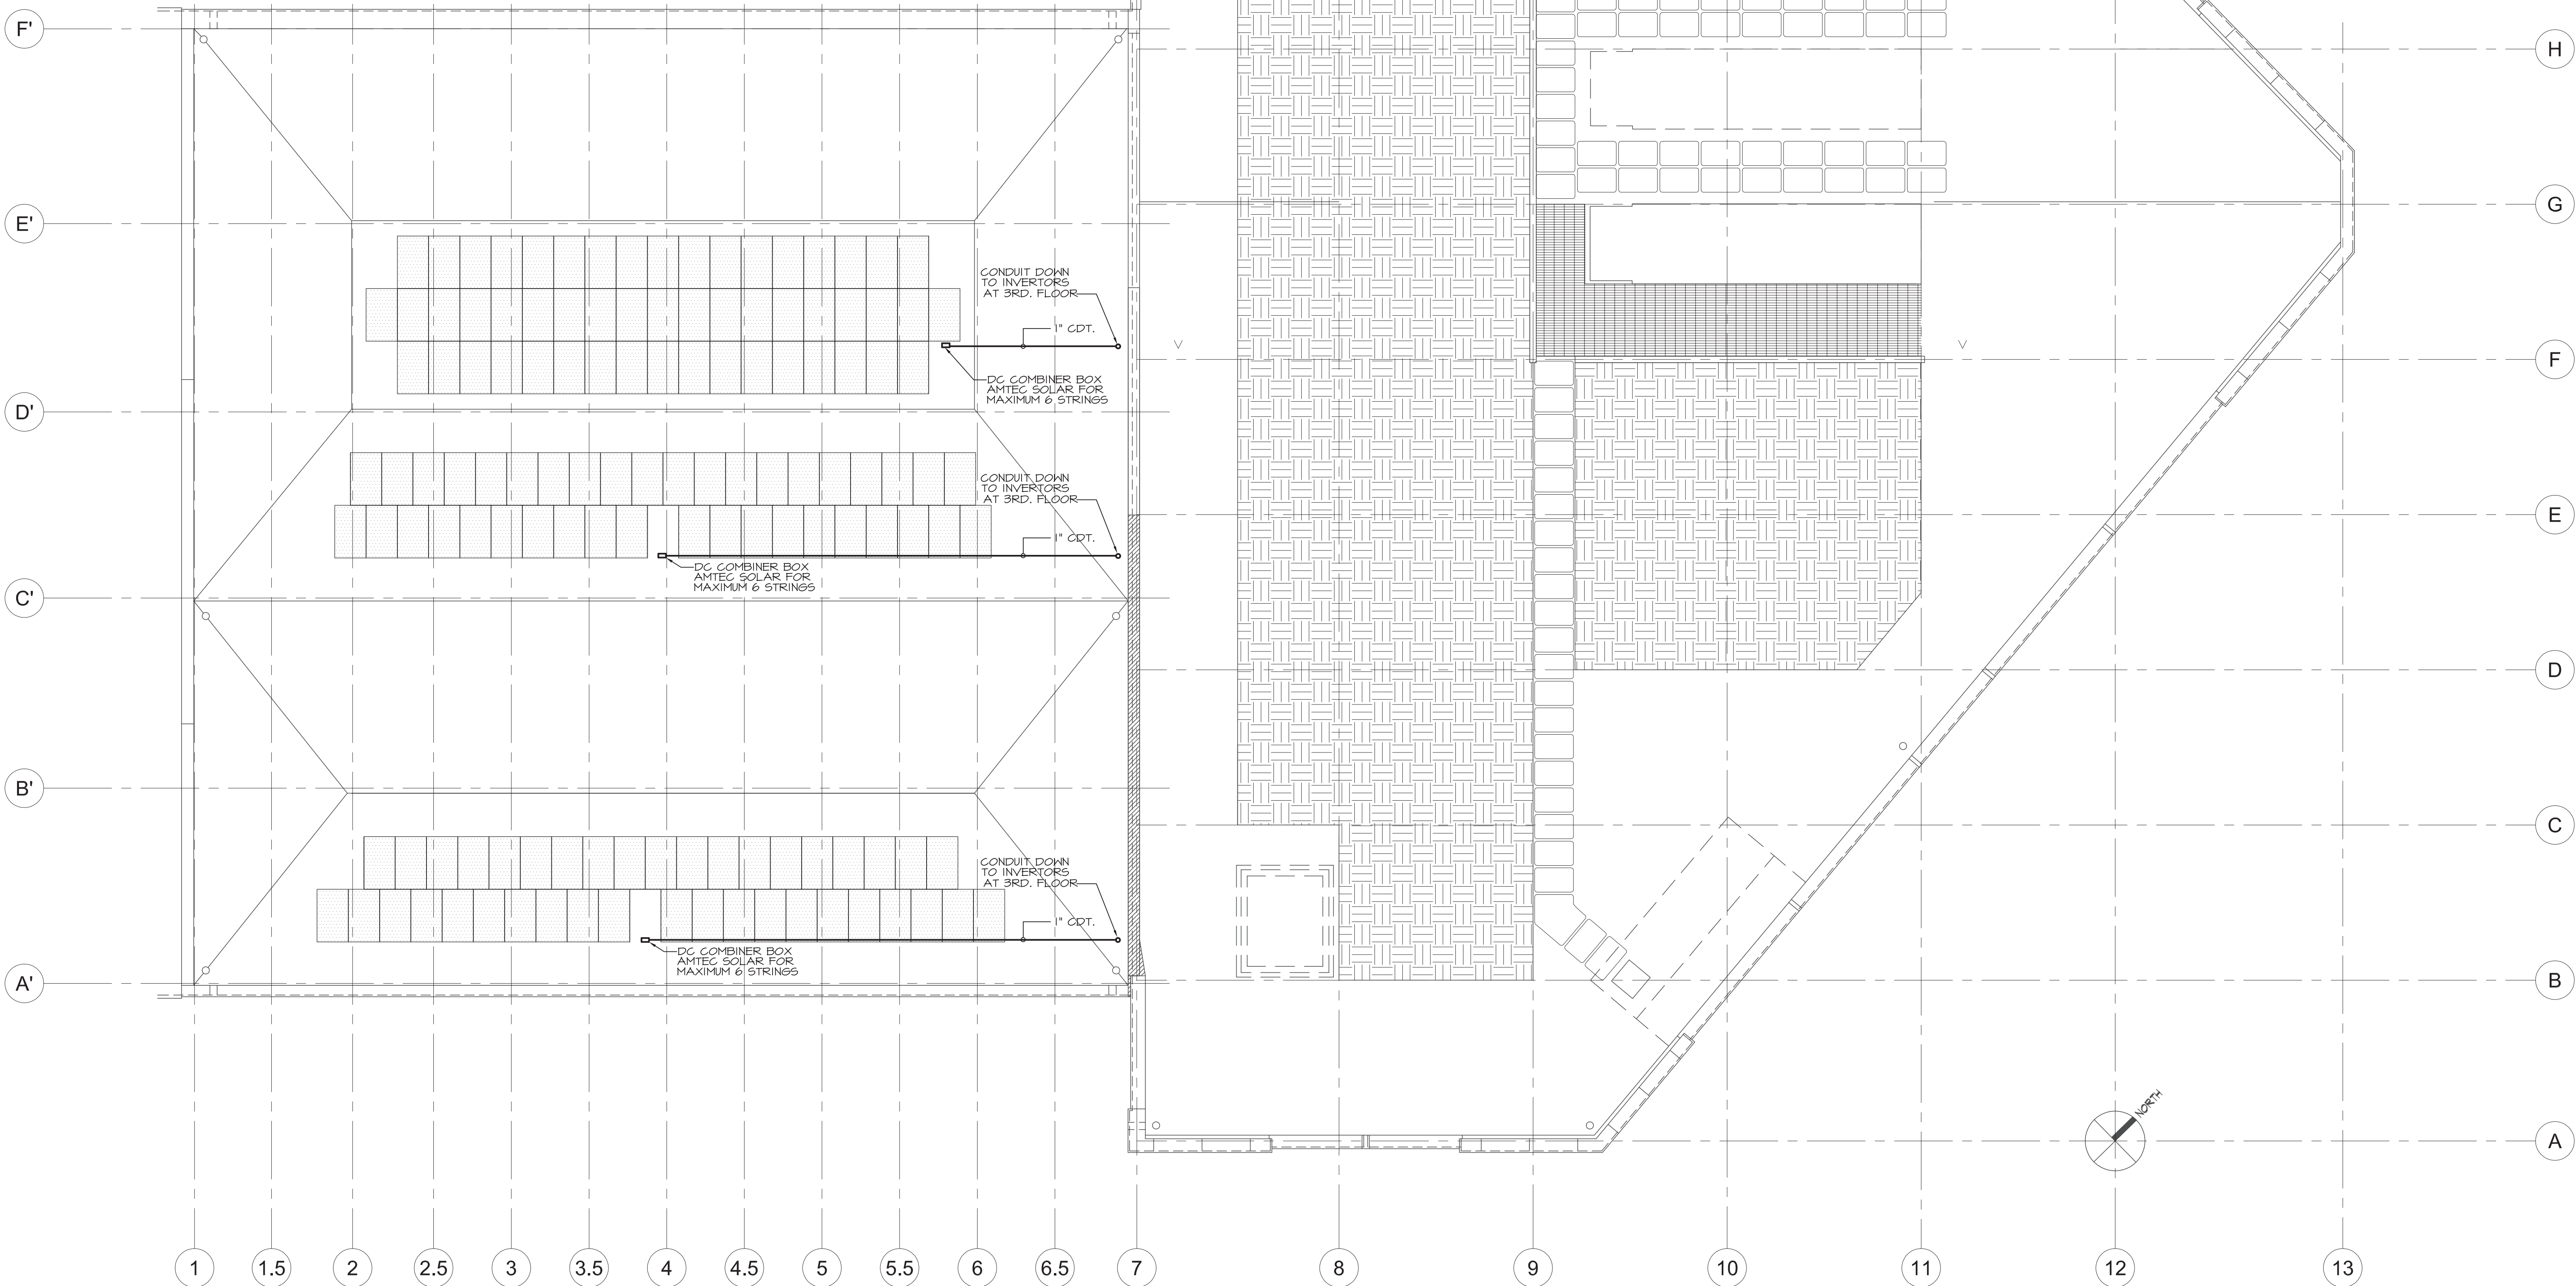 F'
H
E'
G
CONDUIT DOWN
TO INVERTORS
AT 3RD. FLOOR
1" CDT.
F
DC COMBINER BOX
AMTEC SOLAR FOR
MAXIMUM 6 STRINGS
D'
CONDUIT DOWN
TO INVERTORS
AT 3RD. FLOOR
E
1" CDT.
DC COMBINER BOX
AMTEC SOLAR FOR
MAXIMUM 6 STRINGS
C'
D
B'
C
CONDUIT DOWN
TO INVERTORS
AT 3RD. FLOOR
1" CDT.
DC COMBINER BOX
AMTEC SOLAR FOR
MAXIMUM 6 STRINGS
A'
B
NORTH
A
1 1.5 2 2.5 3 3.5 4 4.5 5 5.5 6 6.5 7 8 9 10 11 12 13